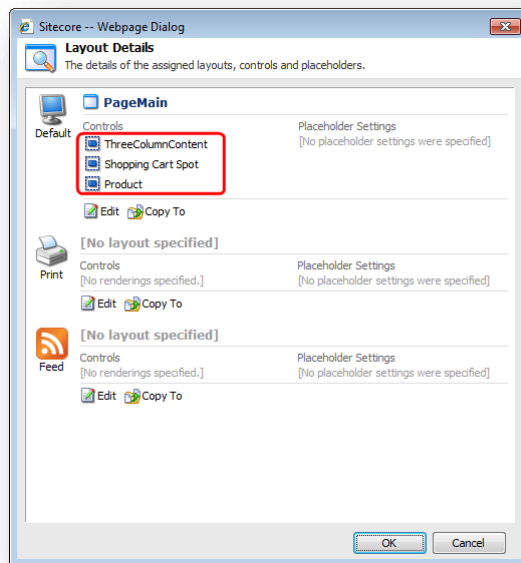 Sitecore -- Webpage Dialog
Layout Details
The details of the assigned layouts, controls and placeholders.
Default
PageMain
Controls
Placeholder Settings
ThreeColumnContent
[No placeholder settings were specified]
Shopping Cart Spot
Product
Edit Copy To
Print
[No layout specified]
Controls
Placeholder Settings
[No renderings specified.]
[No placeholder settings were specified]
Edit Copy To
Feed
[No layout specified]
Controls
Placeholder Settings
[No renderings specified.]
[No placeholder settings were specified]
Edit Copy To
OK
Cancel